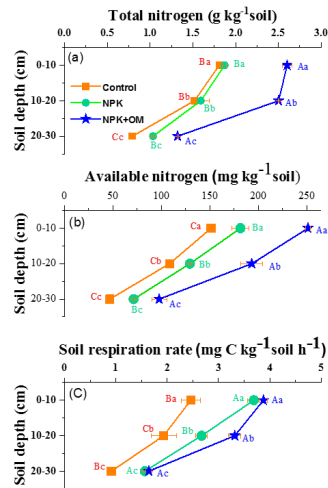 Total nitrogen (g kg-1soil)
0.0 0.5 1.0 1.5 2.0 2.5 3.0
Soil depth (cm)
0-10
10-20
20-30
(a)
Control
NPK
NPK+OM
Ba
Ba
Aa
Bb
Bb
Ab
Cc
Bc
Ac
Available nitrogen (mg kg-1soil)
0 50 100 150 200 250
Soil depth (cm)
0-10
10-20
20-30
(b)
Ca
Ba
Aa
Cb
Bb
Ab
Cc
Bc
Ac
Soil respiration rate (mg C kg-1soil h-1)
0 1 2 3 4 5
Soil depth (cm)
0-10
10-20
20-30
(C)
Ba
Aa
Aa
Cb
Bb
Ab
Bc
Ac
Ac